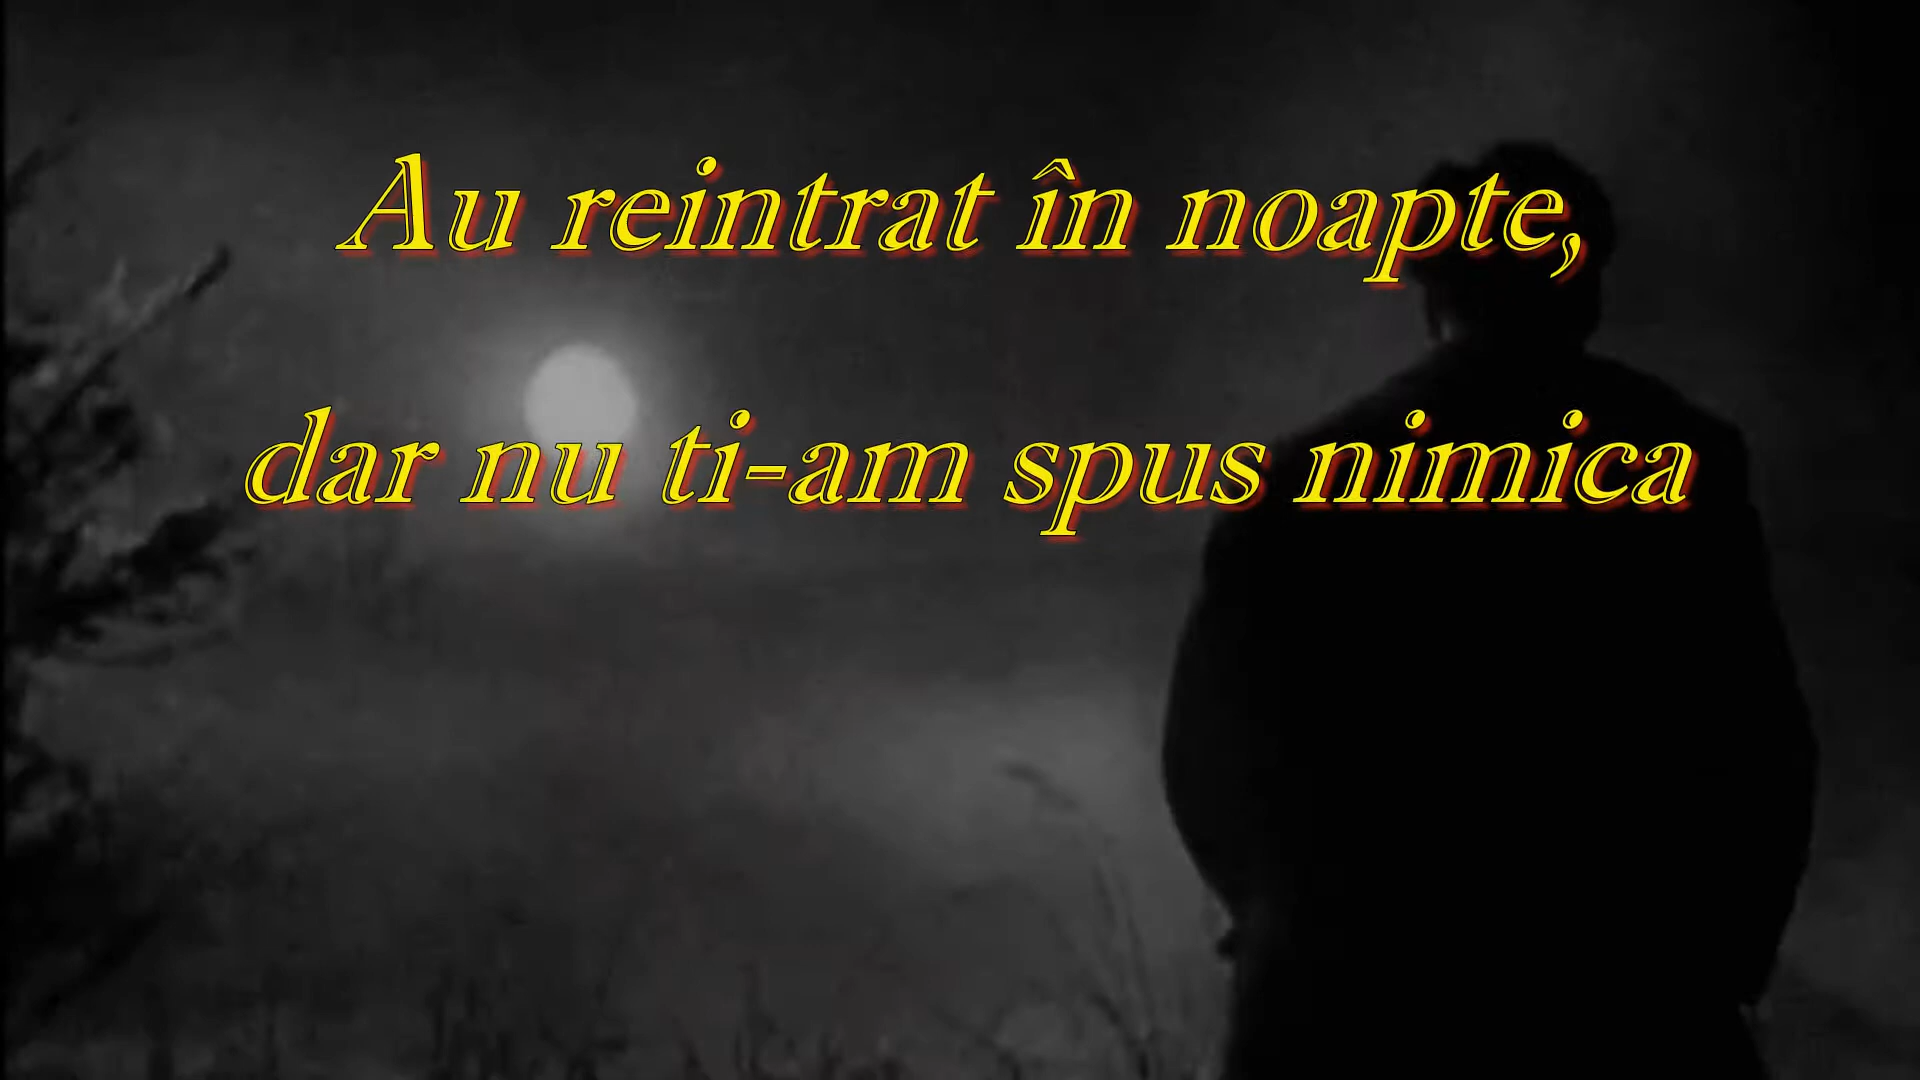 Au reintrat în noapte,
dar nu ti-am spus nimica